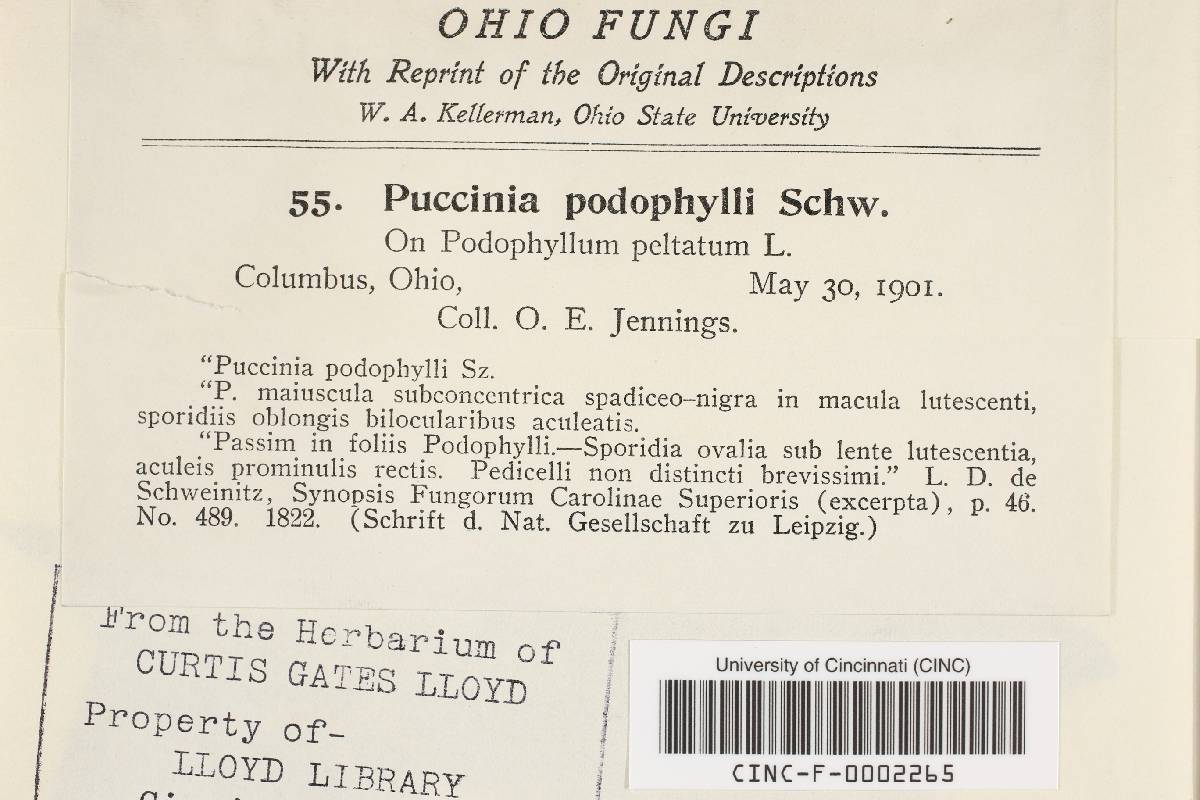 OHIO FUNGI
With Reprint of the Original Descriptions
W. A. Kellerman, Ohio State University
55. Puccinia podophylli Schw.
On Podophyllum peltatum L.
Columbus, Ohio, May 30, 1901.
Coll. O. E. Jennings.
“Puccinia podophylli Sz.
“P. maiuscula subconcentrica spadiceo-nigra in macula lutescenti,
sporidiis oblongis bilocularibus aculeatis.
“Passim in foliis Podophylli.—Sporidia ovalia sub lente lutescentia,
aculeis prominulis rectis. Pedicelli non distincti brevissimi.” L. D. de
Schweinitz, Synopsis Fungorum Carolinae Superioris (excerpta), p. 46.
No. 489. 1822. (Schrift d. Nat. Gesellschaft zu Leipzig.)
From the Herbarium of
CURTIS GATES LLOYD
Property of-
LLOYD LIBRARY
University of Cincinnati (CINC)
CINC-F-0002265